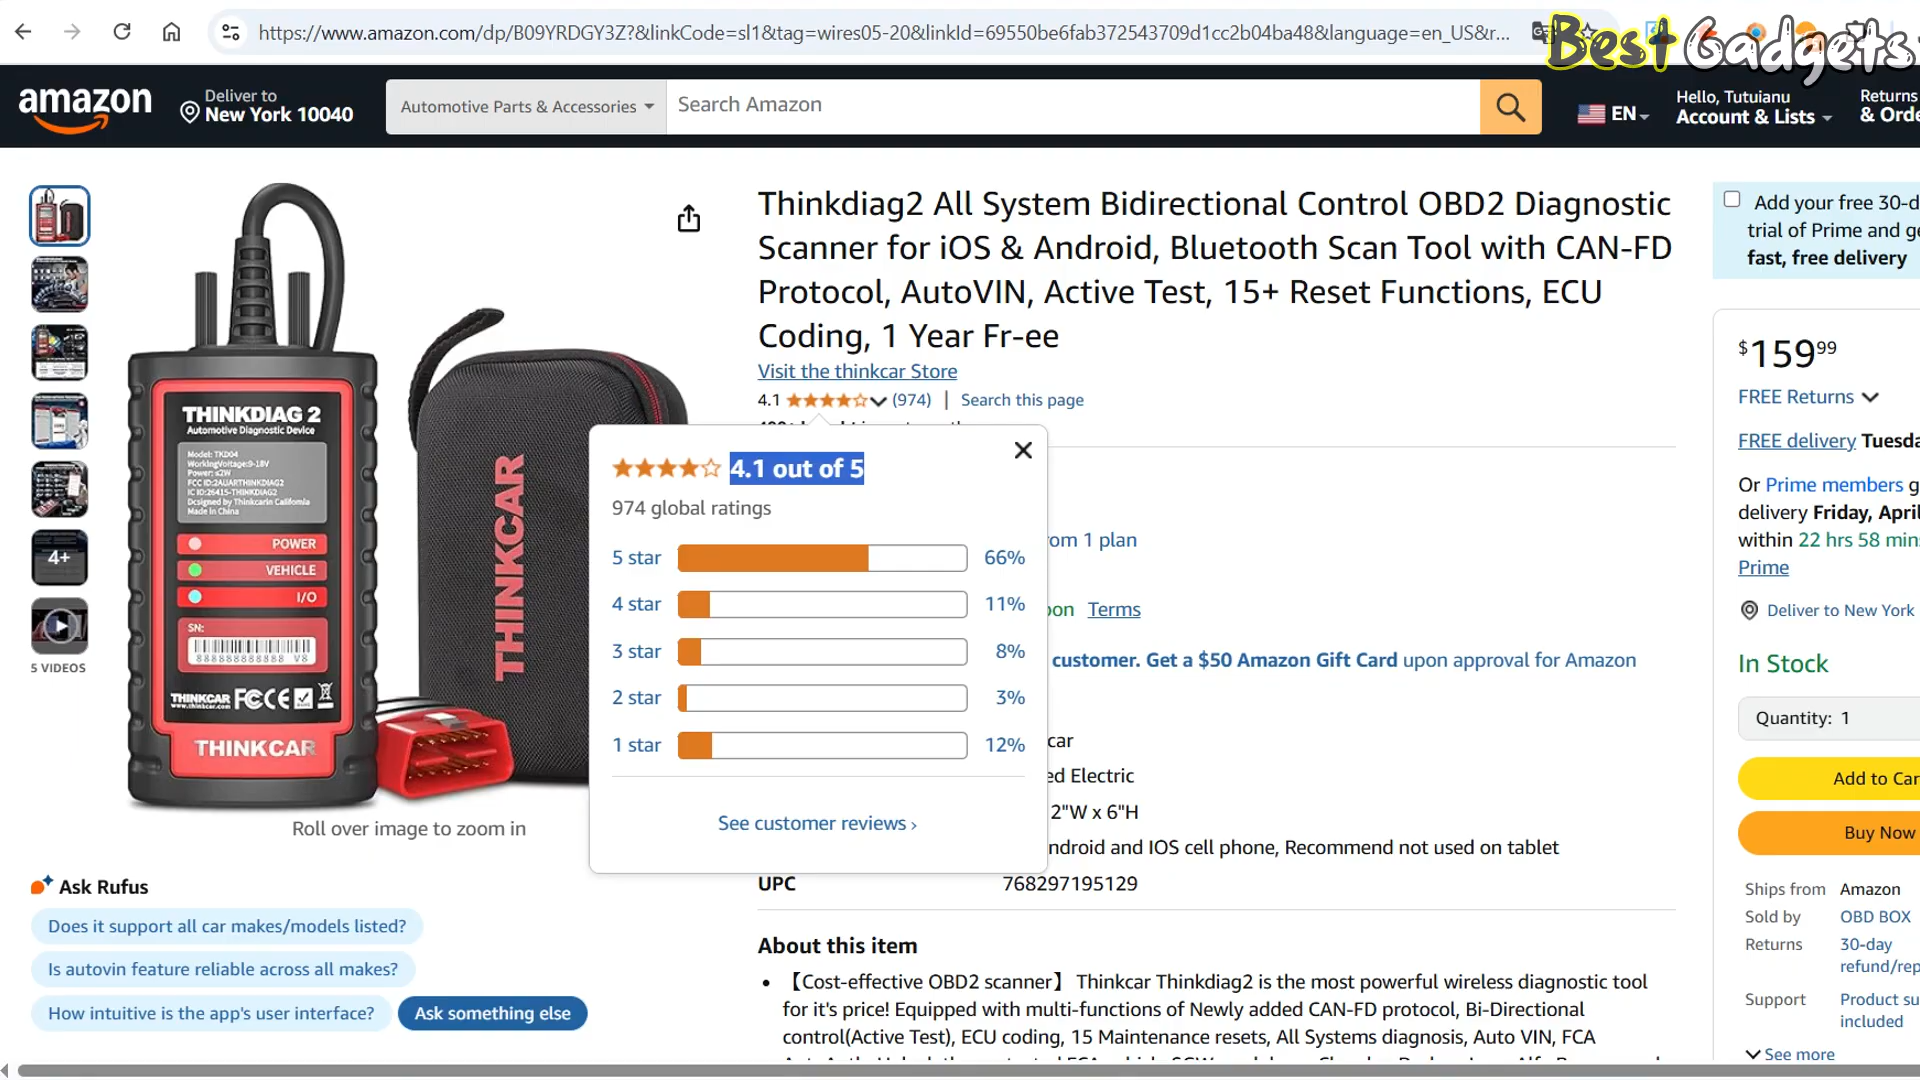 https://www.amazon.com/dp/B09YRDGY3Z?&linkCode=sl1&tag=wires05-20&linkId=69550be6fab372543709d1cc2b04ba48&language=en_US&r...
Best Gadgets
amazon
Deliver to
New York 10040
Automotive Parts & Accessories
Search Amazon
EN
Hello, Tutuianu
Account & Lists
Returns
& Orde
Thinkdiag2 All System Bidirectional Control OBD2 Diagnostic
Scanner for iOS & Android, Bluetooth Scan Tool with CAN-FD
Protocol, AutoVIN, Active Test, 15+ Reset Functions, ECU
Coding, 1 Year Fr-ee
Visit the thinkcar Store
4.1
(974)
Search this page
4.1 out of 5
974 global ratings
5 star
66%
4 star
11%
3 star
8%
2 star
3%
1 star
12%
See customer reviews ›
om 1 plan
on
Terms
customer. Get a $50 Amazon Gift Card upon approval for Amazon
car
ed Electric
2"W x 6"H
ndroid and IOS cell phone, Recommend not used on tablet
UPC
768297195129
About this item
• 【Cost-effective OBD2 scanner】 Thinkcar Thinkdiag2 is the most powerful wireless diagnostic tool
for it's price! Equipped with multi-functions of Newly added CAN-FD protocol, Bi-Directional
control(Active Test), ECU coding, 15 Maintenance resets, All Systems diagnosis, Auto VIN, FCA
THINKDIAG 2
Automotive Diagnostic Device
Model: TKD04
WorkingVoltage:9-18V
Power: ≤2W
FCC ID:2AUARTHINKDIAG2
IC ID:26415-THINKDIAG2
Designed by Thinkcar in California
Made in China
POWER
VEHICLE
I/O
SN:
888888888888 V8
THINKCAR
www.thinkcar.com
FCC CE
THINKCAR
THINKCAR
4+
5 VIDEOS
Roll over image to zoom in
Ask Rufus
Does it support all car makes/models listed?
Is autovin feature reliable across all makes?
How intuitive is the app's user interface?
Ask something else
Add your free 30-d
trial of Prime and ge
fast, free delivery
$159.99
FREE Returns
FREE delivery Tuesda
Or Prime members g
delivery Friday, April
within 22 hrs 58 mins
Prime
Deliver to New York
In Stock
Quantity: 1
Add to Car
Buy Now
Ships from
Amazon
Sold by
OBD BOX
Returns
30-day
refund/rep
Support
Product su
included
See more